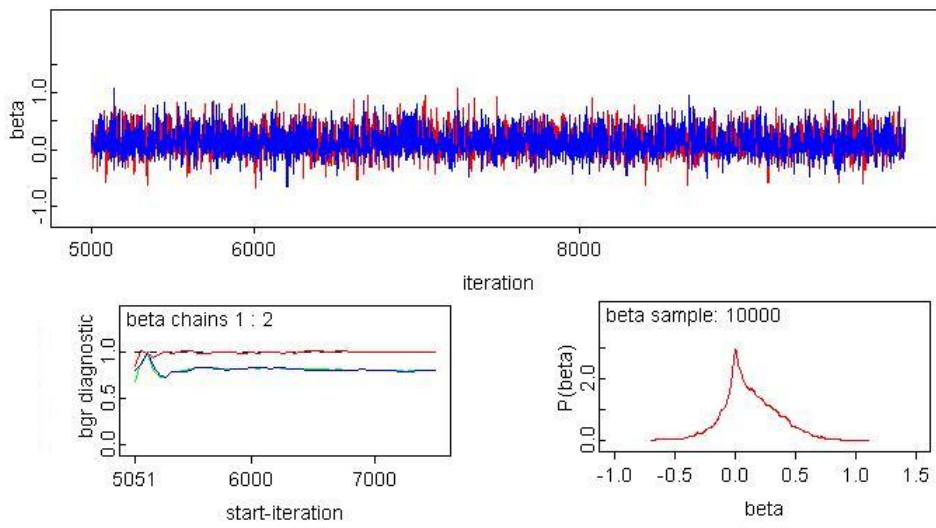 beta
1.0
0.0
-1.0
5000
6000
8000
iteration
beta chains 1 : 2
bgr diagnostic
1.0
0.5
0.0
5051
6000
7000
start-iteration
beta sample: 10000
P(beta)
2.0
0.0
-1.0
-0.5
0.0
0.5
1.0
1.5
beta